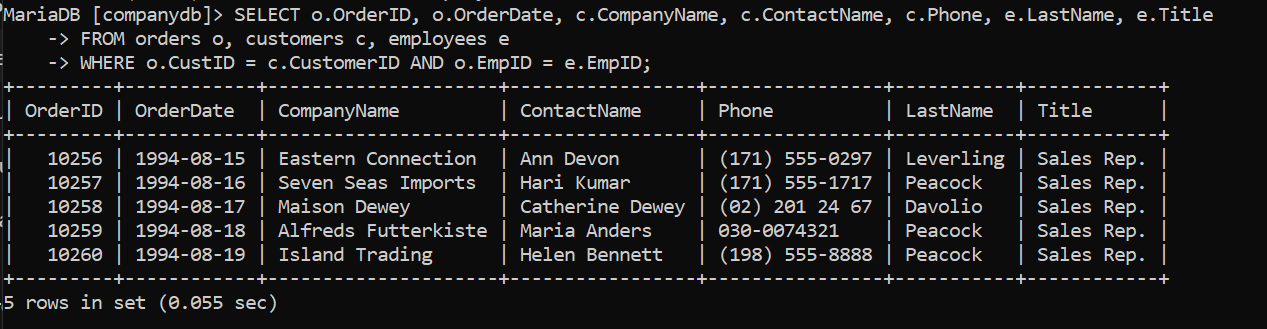 MariaDB [companydb]> SELECT o.OrderID, o.OrderDate, c.CompanyName, c.ContactName, c.Phone, e.LastName, e.Title
    -> FROM orders o, customers c, employees e
    -> WHERE o.CustID = c.CustomerID AND o.EmpID = e.EmpID;
+---------+------------+--------------------+-----------------+----------------+-----------+------------+
| OrderID | OrderDate  | CompanyName        | ContactName     | Phone          | LastName  | Title      |
+---------+------------+--------------------+-----------------+----------------+-----------+------------+
|   10256 | 1994-08-15 | Eastern Connection | Ann Devon       | (171) 555-0297 | Leverling | Sales Rep. |
|   10257 | 1994-08-16 | Seven Seas Imports | Hari Kumar      | (171) 555-1717 | Peacock   | Sales Rep. |
|   10258 | 1994-08-17 | Maison Dewey       | Catherine Dewey | (02) 201 24 67 | Davolio   | Sales Rep. |
|   10259 | 1994-08-18 | Alfreds Futterkiste | Maria Anders    | 030-0074321    | Peacock   | Sales Rep. |
|   10260 | 1994-08-19 | Island Trading     | Helen Bennett   | (198) 555-8888 | Peacock   | Sales Rep. |
+---------+------------+--------------------+-----------------+----------------+-----------+------------+
5 rows in set (0.055 sec)